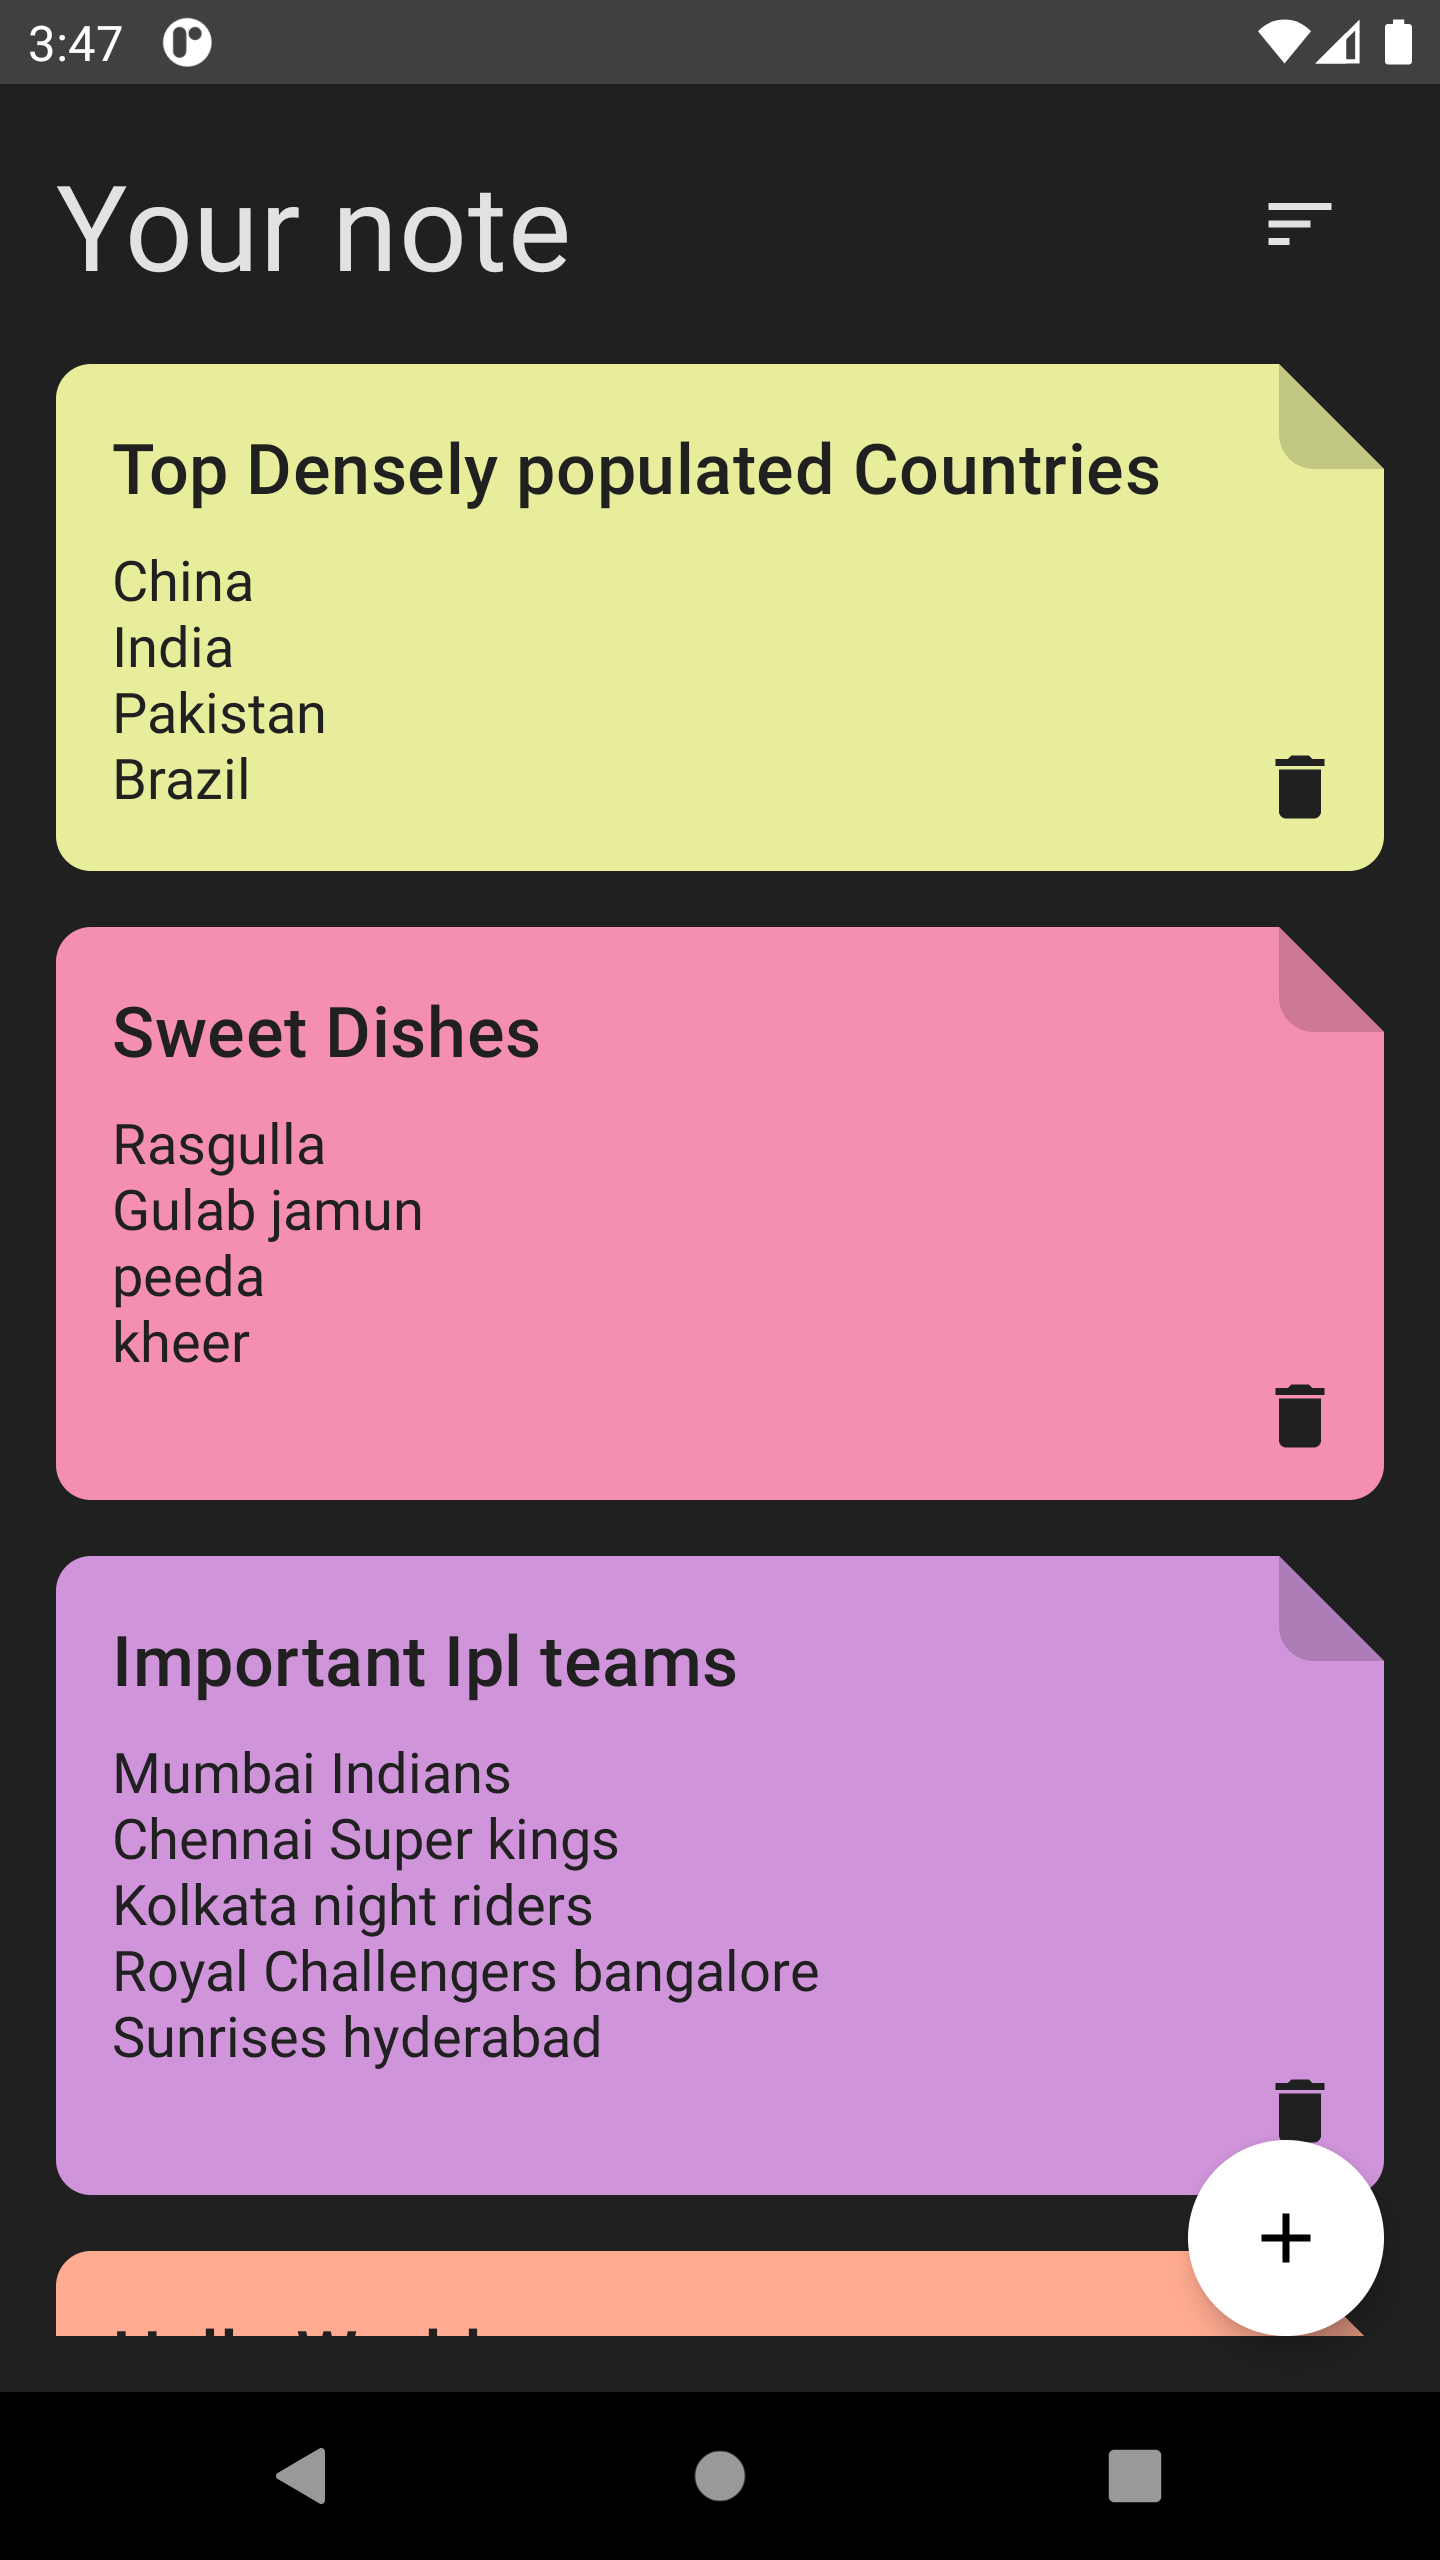 3:47
Your note
Top Densely populated Countries
China
India
Pakistan
Brazil
Sweet Dishes
Rasgulla
Gulab jamun
peeda
kheer
Important Ipl teams
Mumbai Indians
Chennai Super kings
Kolkata night riders
Royal Challengers bangalore
Sunrises hyderabad